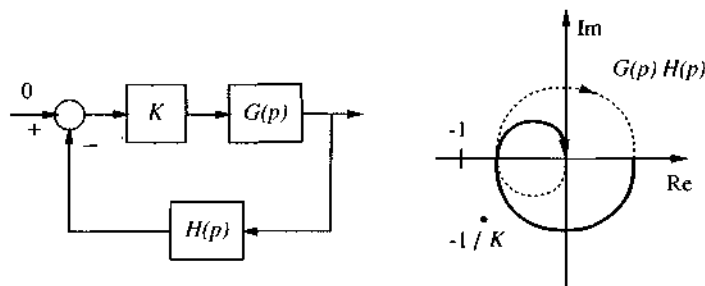 0
+
−
K
G(p)
H(p)
Im
G(p) H(p)
-1
Re
-1 / K